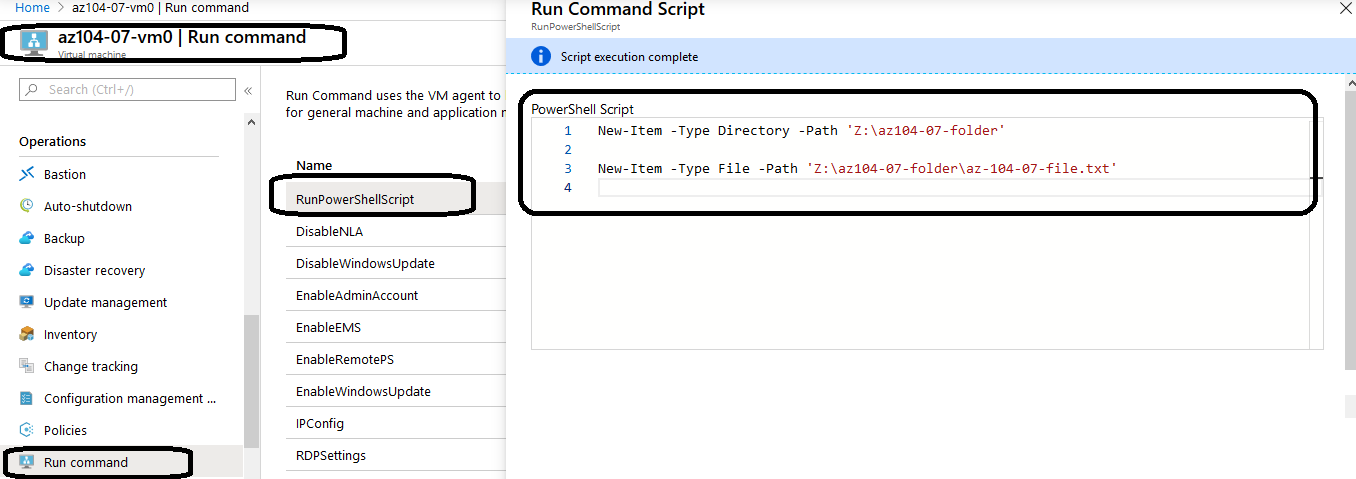 Home > az104-07-vm0 | Run command
az104-07-vm0 | Run command
Virtual machine
Search (Ctrl+/)
«
Operations
Bastion
Auto-shutdown
Backup
Disaster recovery
Update management
Inventory
Change tracking
Configuration management ...
Policies
Run command
Run Command uses the VM agent to
for general machine and application
Name
RunPowerShellScript
DisableNLA
DisableWindowsUpdate
EnableAdminAccount
EnableEMS
EnableRemotePS
EnableWindowsUpdate
IPConfig
RDPSettings
Run Command Script
RunPowerShellScript
Script execution complete
PowerShell Script
1 New-Item -Type Directory -Path 'Z:\az104-07-folder'
2
3 New-Item -Type File -Path 'Z:\az104-07-folder\az-104-07-file.txt'
4